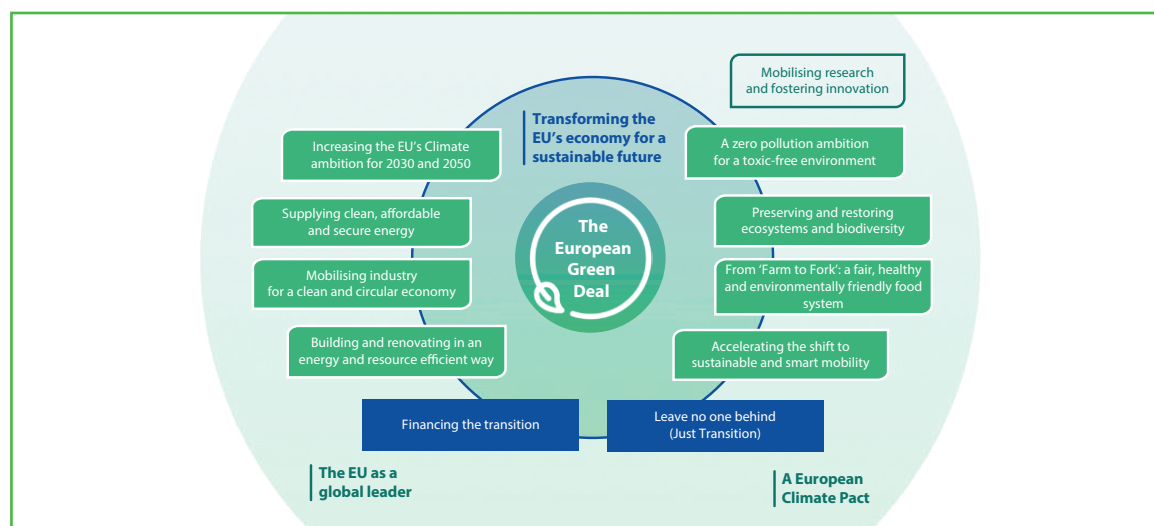 Mobilising research
and fostering innovation
Transforming the
EU's economy for a
sustainable future
Increasing the EU's Climate
ambition for 2030 and 2050
A zero pollution ambition
for a toxic-free environment
Supplying clean, affordable
and secure energy
The
European
Green
Deal
Preserving and restoring
ecosystems and biodiversity
Mobilising industry
for a clean and circular economy
From ‘Farm to Fork’: a fair, healthy
and environmentally friendly food
system
Building and renovating in an
energy and resource efficient way
Accelerating the shift to
sustainable and smart mobility
Financing the transition
Leave no one behind
(Just Transition)
The EU as a
global leader
A European
Climate Pact